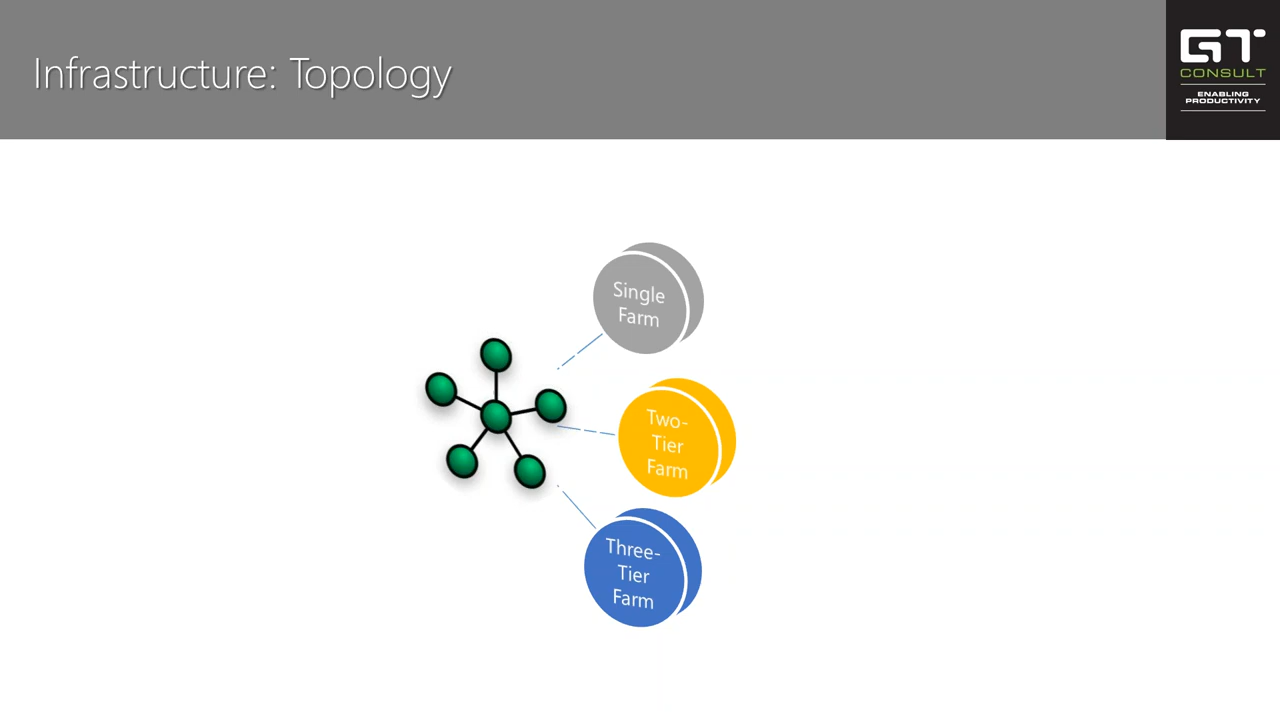 Infrastructure: Topology
GT
CONSULT
ENABLING
PRODUCTIVITY
Single
Farm
Two-
Tier
Farm
Three-
Tier
Farm